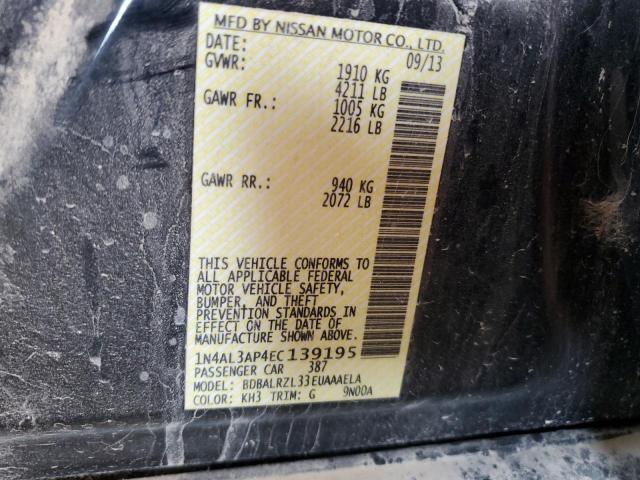 MFD BY NISSAN MOTOR CO., LTD.
DATE: 09/13
GVWR: 1910 KG
4211 LB
GAWR FR.: 1005 KG
2216 LB
GAWR RR.: 940 KG
2072 LB
THIS VEHICLE CONFORMS TO
ALL APPLICABLE FEDERAL
MOTOR VEHICLE SAFETY,
BUMPER, AND THEFT
PREVENTION STANDARDS IN
EFFECT ON THE DATE OF
MANUFACTURE SHOWN ABOVE.
1N4AL3AP4EC139195
PASSENGER CAR 387
MODEL: BDBALRZL33EUAAAELA
COLOR: KH3 TRIM: G 9N00A